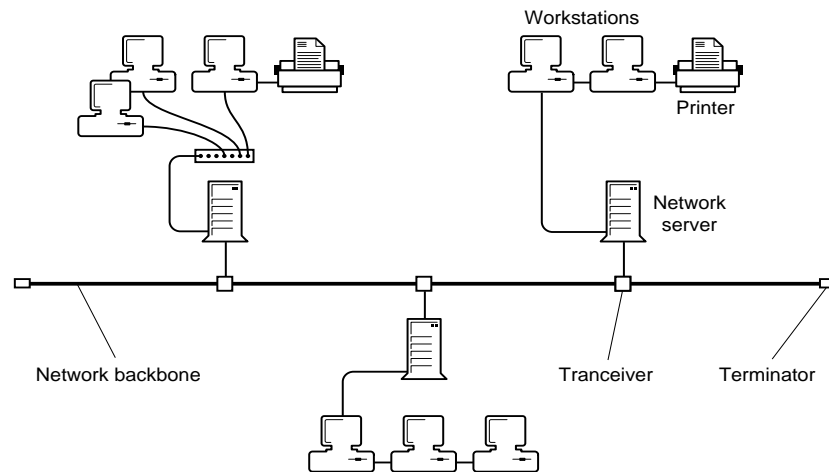 Workstations
Printer
Network
server
Network backbone
Tranceiver
Terminator